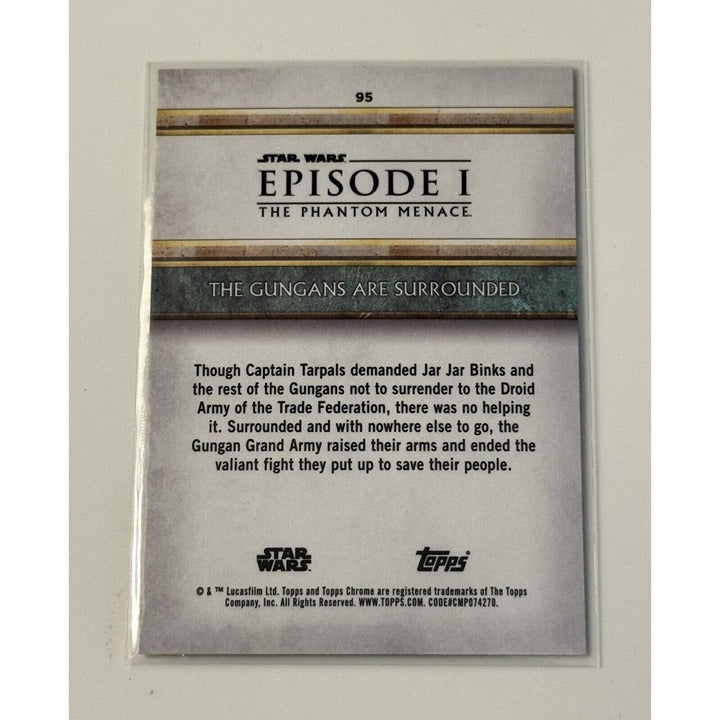 95
STAR WARS
EPISODE I
THE PHANTOM MENACE™
THE GUNGANS ARE SURROUNDED
Though Captain Tarpals demanded Jar Jar Binks and
the rest of the Gungans not to surrender to the Droid
Army of the Trade Federation, there was no helping
it. Surrounded and with nowhere else to go, the
Gungan Grand Army raised their arms and ended the
valiant fight they put up to save their people.
STAR WARS
Topps
© & ™ Lucasfilm Ltd. Topps and Topps Chrome are registered trademarks of The Topps
Company, Inc. All Rights Reserved. WWW.TOPPS.COM. CODE#CMP074270.